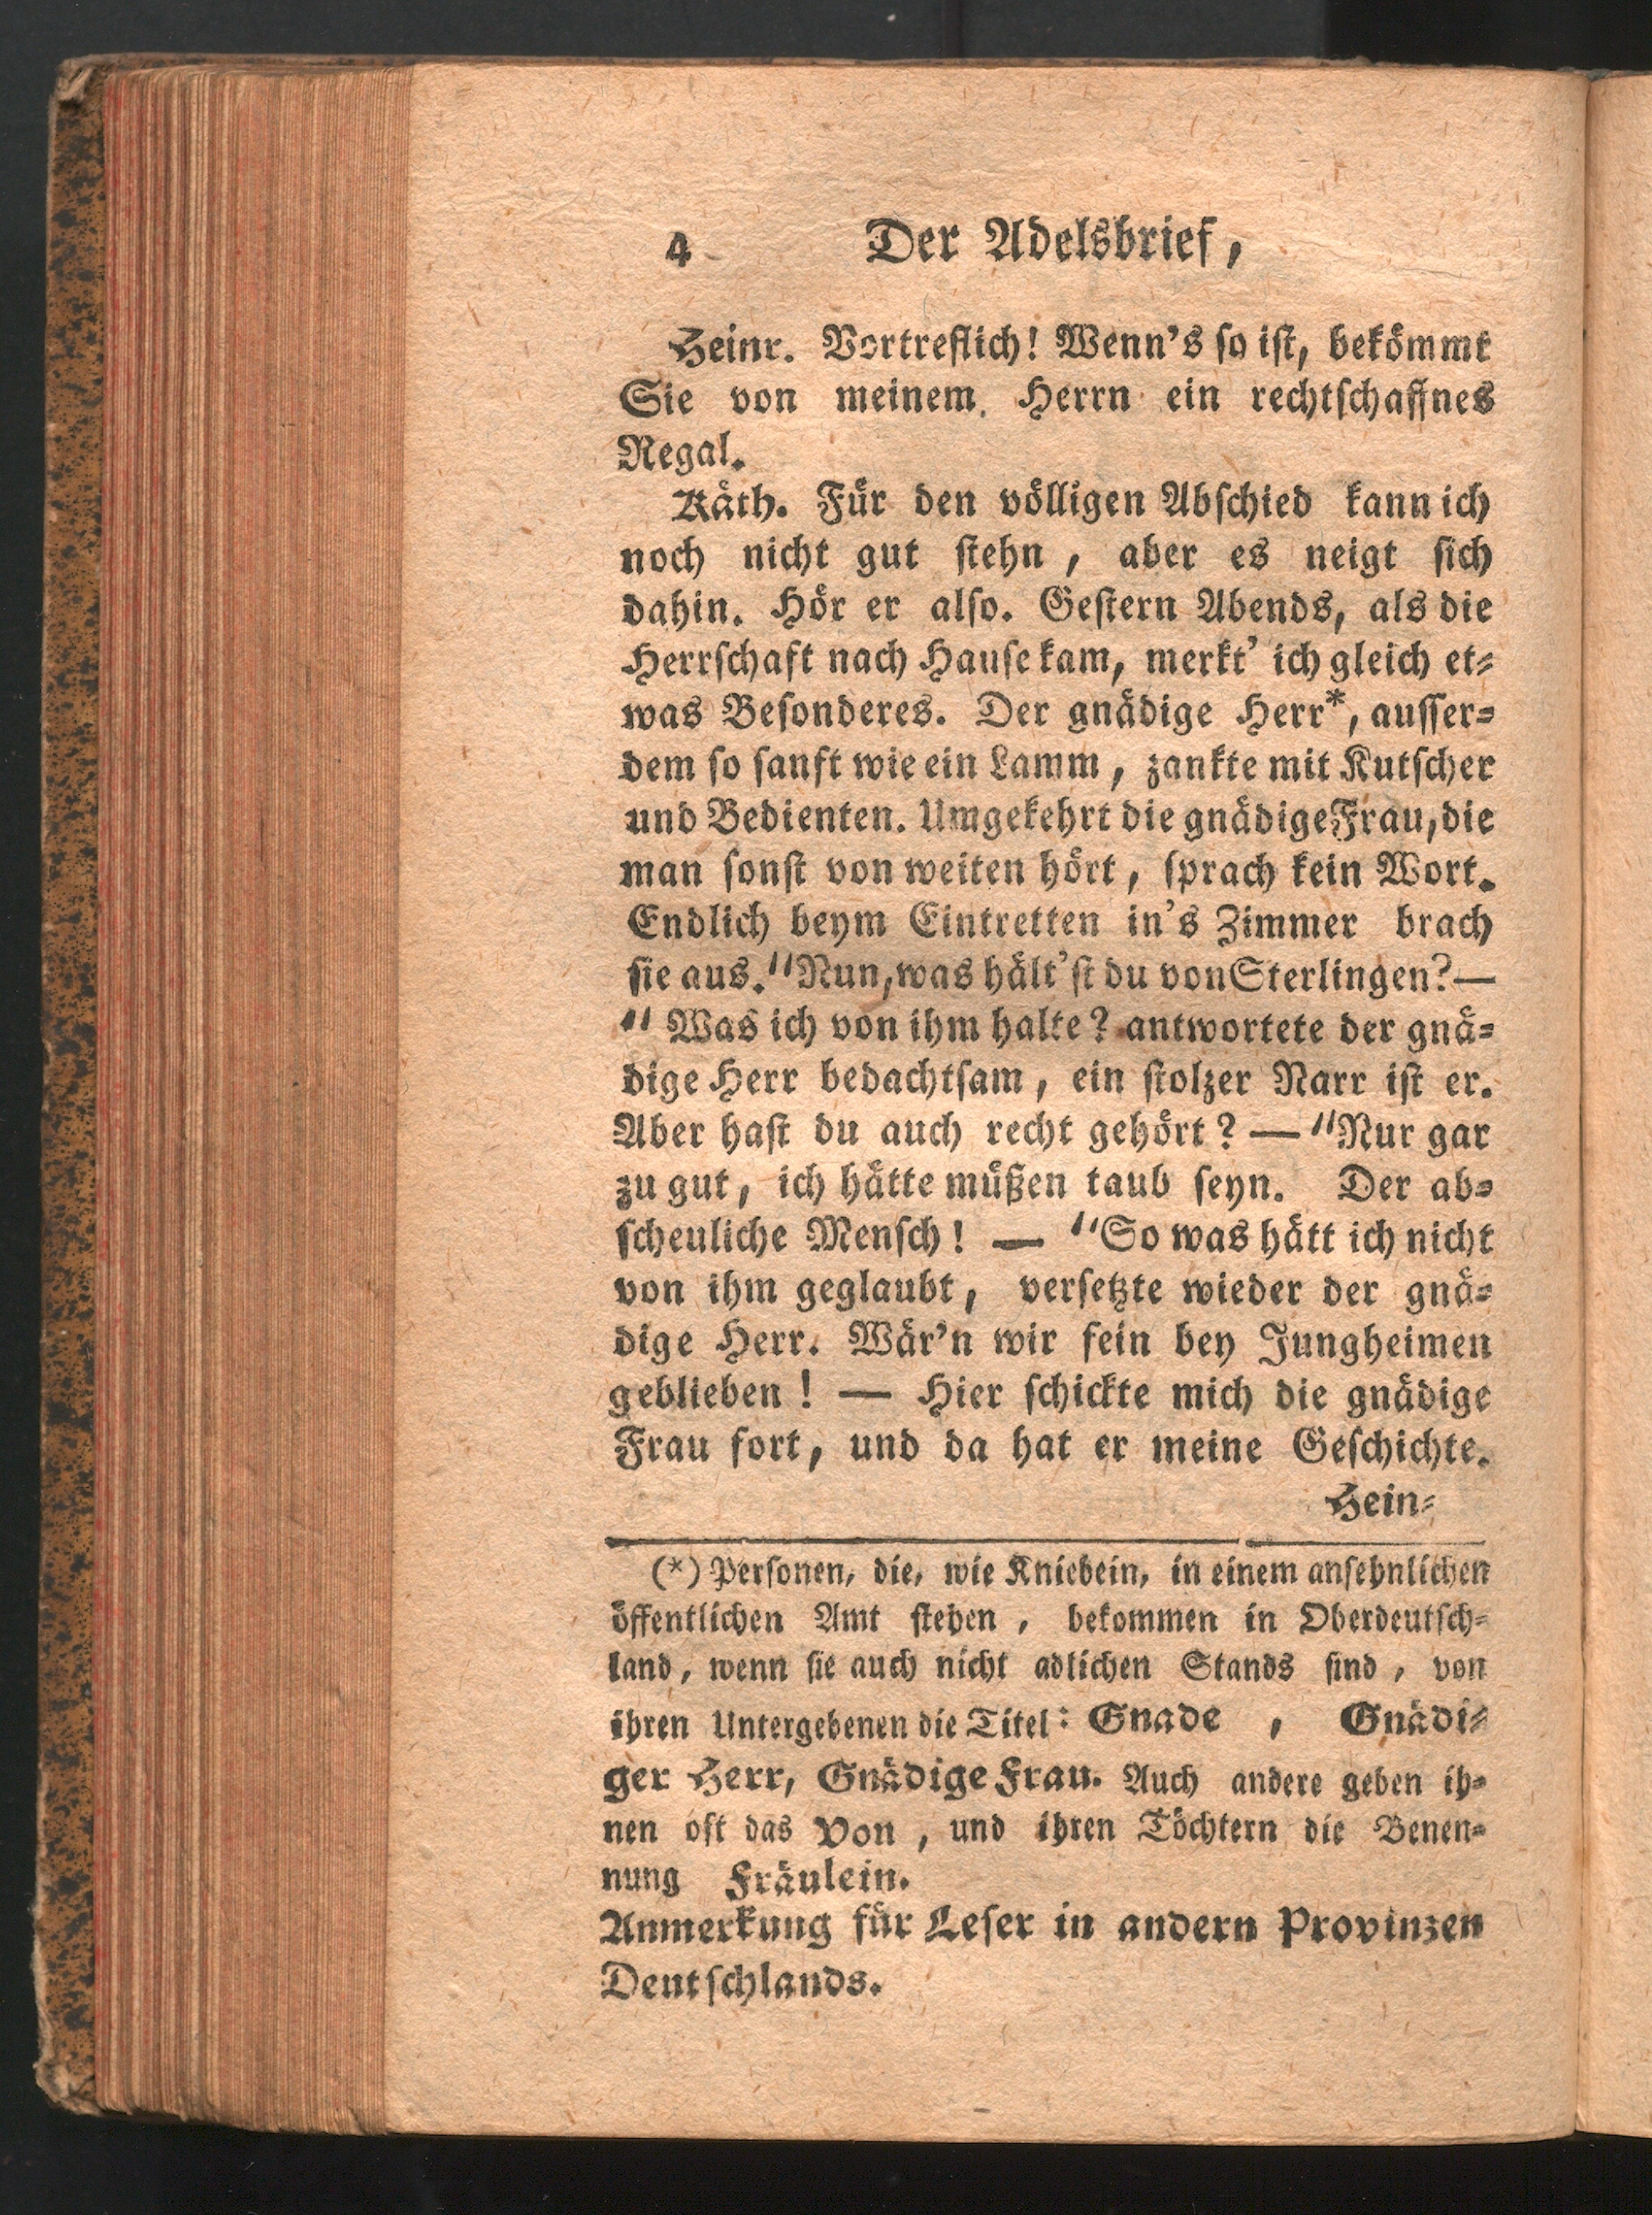 4 Der Adelsbrief,
Heinr. Vortreflich! Wenn's so ist, bekömmt
Sie von meinem Herrn ein rechtschaffnes
Regal.
Käth. Für den völligen Abschied kann ich
noch nicht gut stehn, aber es neigt sich
dahin. Hör er also. Gestern Abends, als die
Herrschaft nach Hause kam, merkt' ich gleich et-
was Besonderes. Der gnädige Herr*, ausser-
dem so sanft wie ein Lamm, zankte mit Kutscher
und Bedienten. Umgekehrt die gnädige Frau, die
man sonst von weiten hört, sprach kein Wort.
Endlich beym Eintretten in's Zimmer brach
sie aus. "Nun, was hält'st du von Sterlingen?—
"Was ich von ihm halte? antwortete der gnä-
dige Herr bedachtsam, ein stolzer Narr ist er.
Aber hast du auch recht gehört? — "Nur gar
zu gut, ich hätte müßen taub seyn. Der ab-
scheuliche Mensch! — "So was hätt ich nicht
von ihm geglaubt, versetzte wieder der gnä-
dige Herr. Wär'n wir fein bey Jungheimen
geblieben! — Hier schickte mich die gnädige
Frau fort, und da hat er meine Geschichte.
Hein-
(*) Personen, die, wie Kniebein, in einem ansehnlichen
öffentlichen Amt stehen, bekommen in Oberdeutsch-
land, wenn sie auch nicht adlichen Stands sind, von
ihren Untergebenen die Titel: Gnade, Gnädi-
ger Herr, Gnädige Frau. Auch andere geben ih-
nen oft das Von, und ihren Töchtern die Benen-
nung Fräulein.
Anmerkung für Leser in andern Provinzen
Deutschlands.